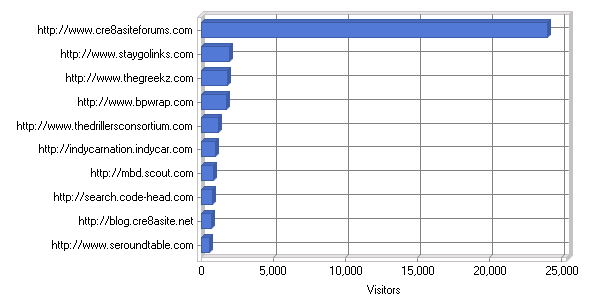 http://www.cre8asiteforums.com
http://www.staygolinks.com
http://www.thegreekz.com
http://www.bpwrap.com
http://www.thedrillersconsortium.com
http://indycarnation.indycar.com
http://mbd.scout.com
http://search.code-head.com
http://blog.cre8asite.net
http://www.seroundtable.com
0 5,000 10,000 15,000 20,000 25,000
Visitors